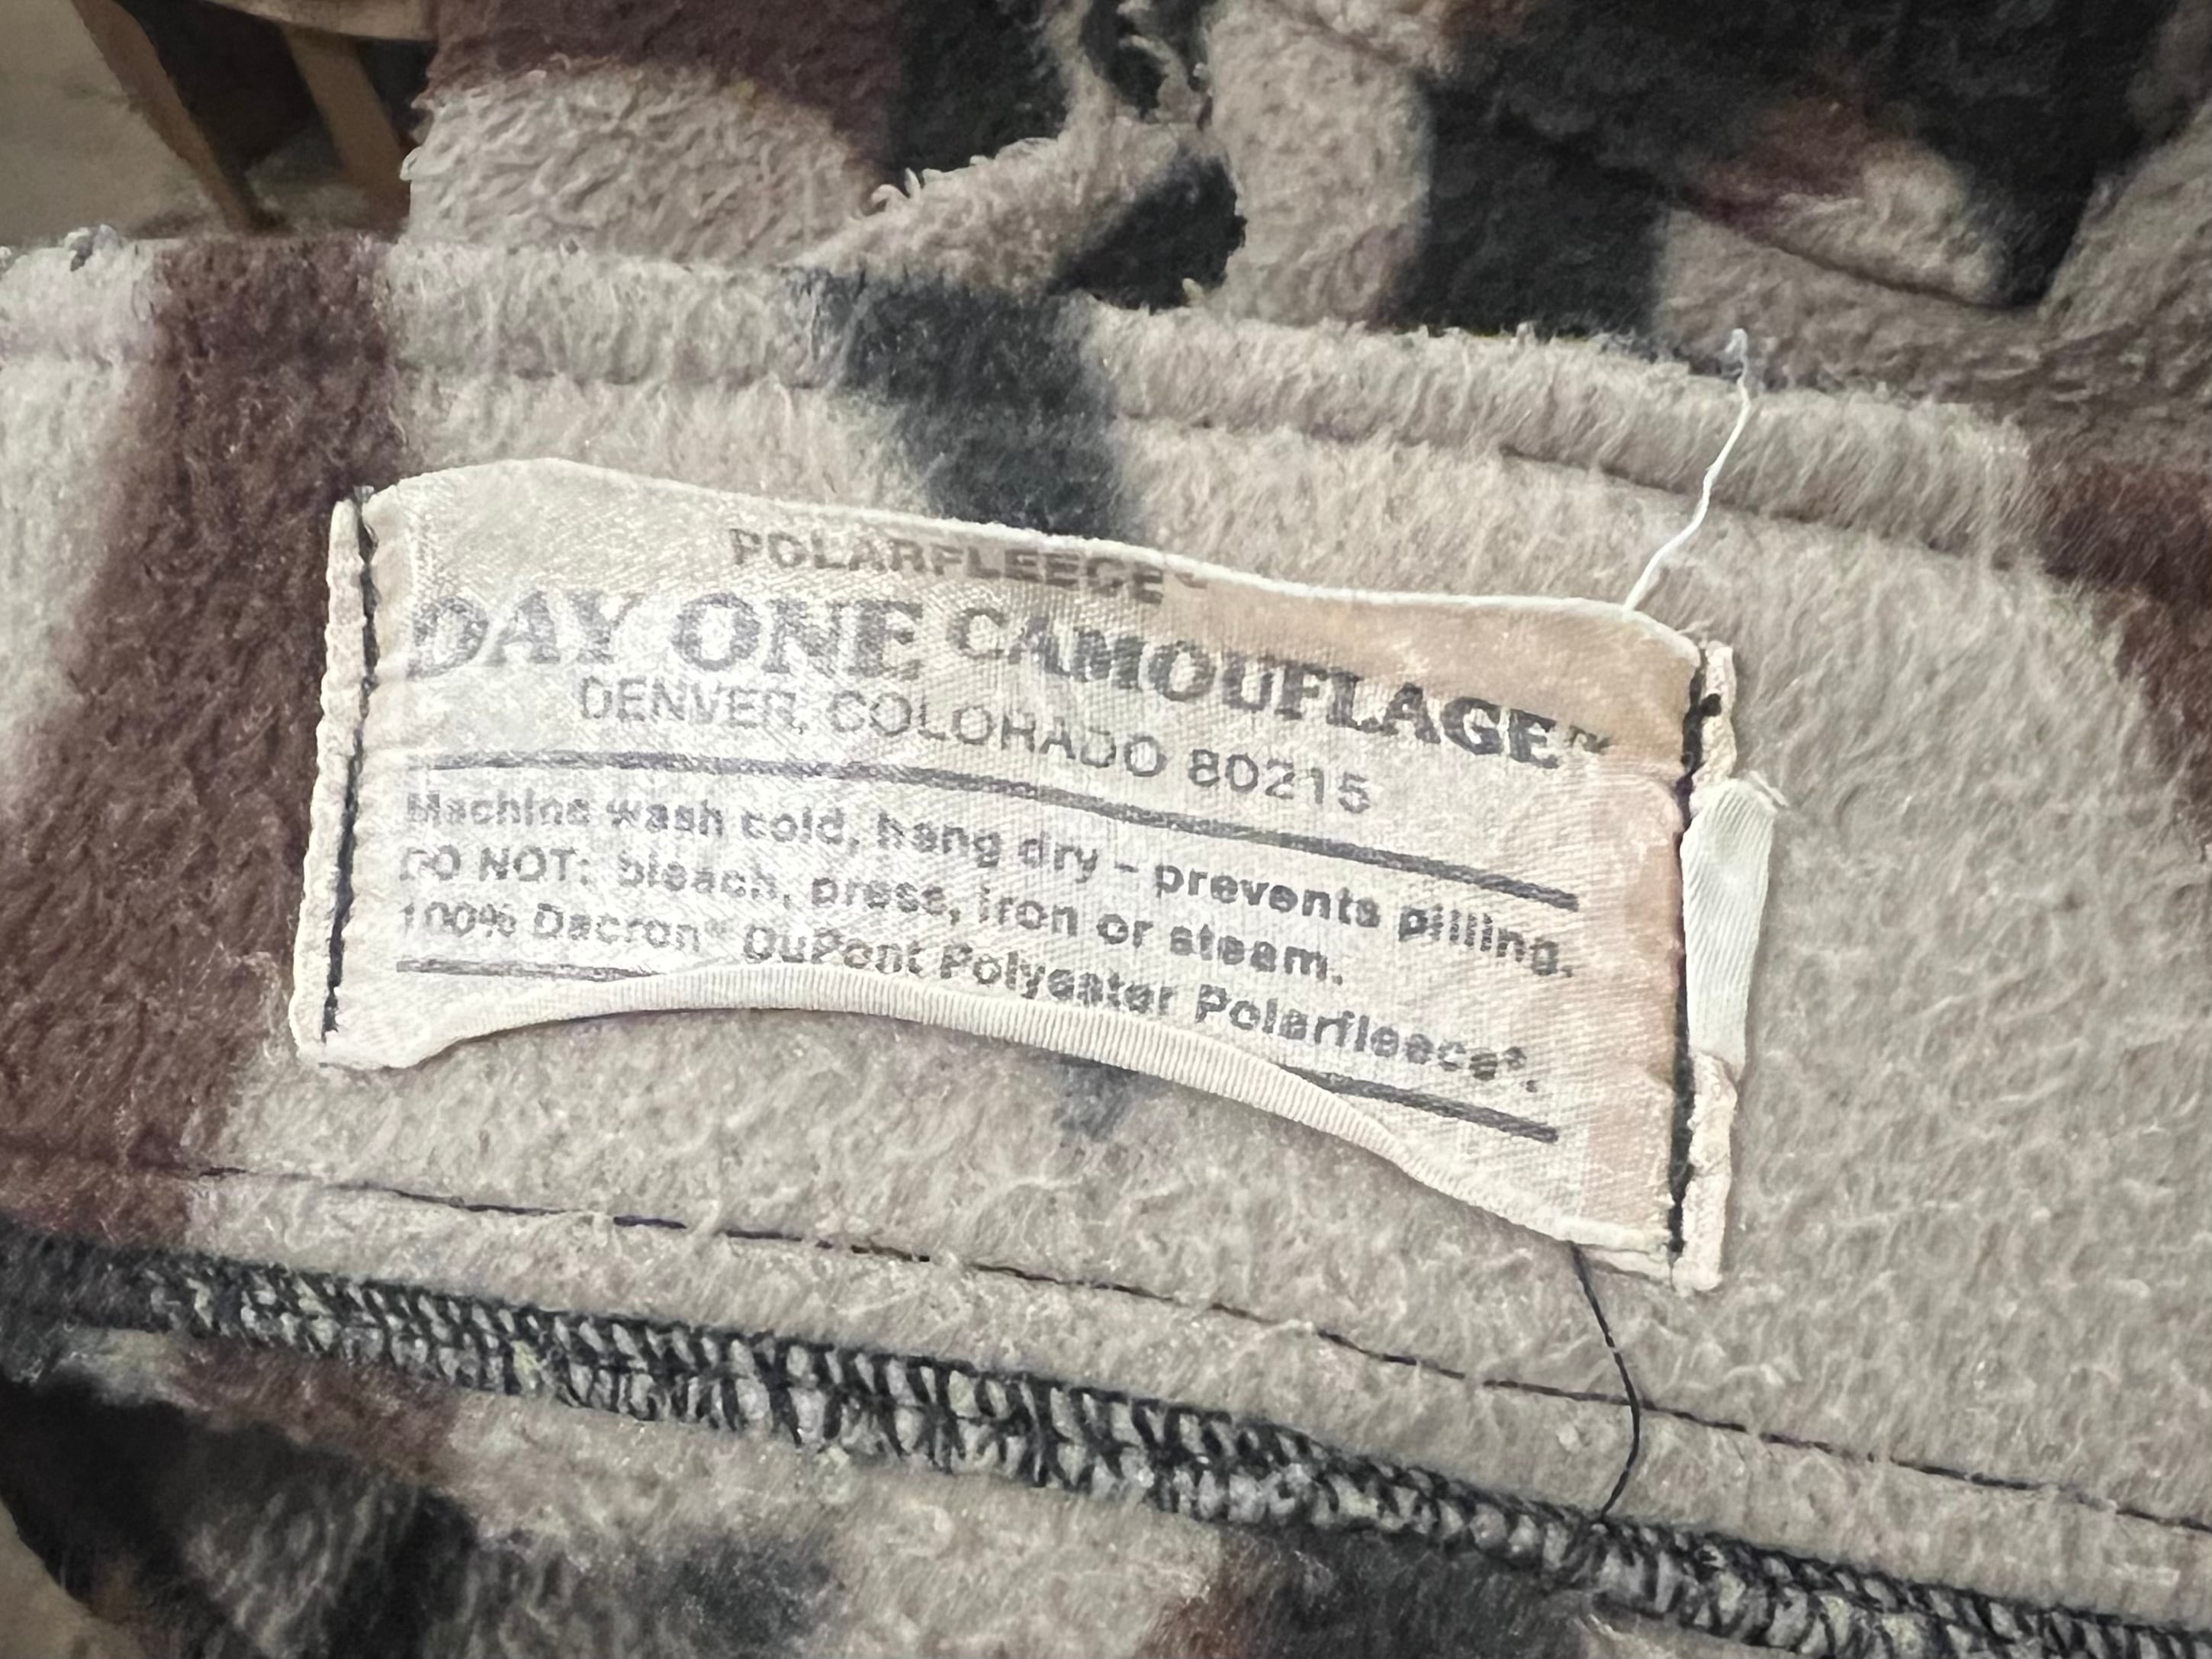 POLARFLEECE®
DAY ONE CAMOUFLAGE™
DENVER, COLORADO 80215
Machine wash cold, hang dry – prevents pilling.
DO NOT: bleach, press, iron or steam.
100% Dacron® DuPont Polyester Polarfleece®.